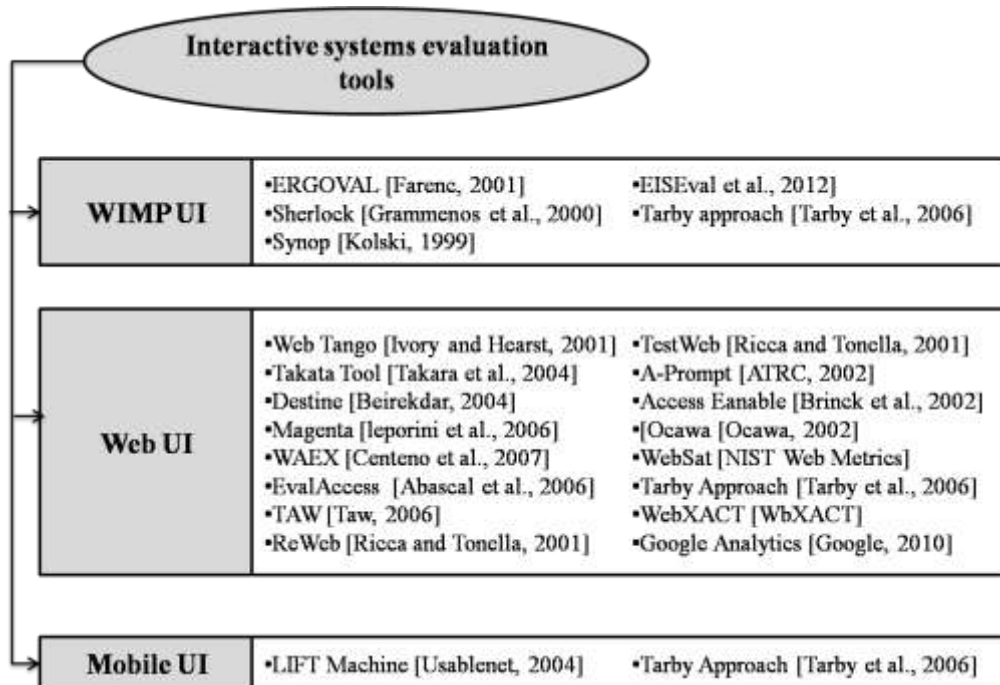 Interactive systems evaluation
tools
WIMP UI
•ERGOVAL [Farenc, 2001]
•Sherlock [Grammenos et al., 2000]
•Synop [Kolski, 1999]
•EISEval et al., 2012]
•Tarby approach [Tarby et al., 2006]
Web UI
•Web Tango [Ivory and Hearst, 2001]
•Takata Tool [Takara et al., 2004]
•Destine [Beirekdar, 2004]
•Magenta [leporini et al., 2006]
•WAEX [Centeno et al., 2007]
•EvalAccess [Abascal et al., 2006]
•TAW [Taw, 2006]
•ReWeb [Ricca and Tonella, 2001]
•TestWeb [Ricca and Tonella, 2001]
•A-Prompt [ATRC, 2002]
•Access Eanable [Brinck et al., 2002]
•[Ocawa [Ocawa, 2002]
•WebSat [NIST Web Metrics]
•Tarby Approach [Tarby et al., 2006]
•WebXACT [WbXACT]
•Google Analytics [Google, 2010]
Mobile UI
•LIFT Machine [Usablenet, 2004]
•Tarby Approach [Tarby et al., 2006]